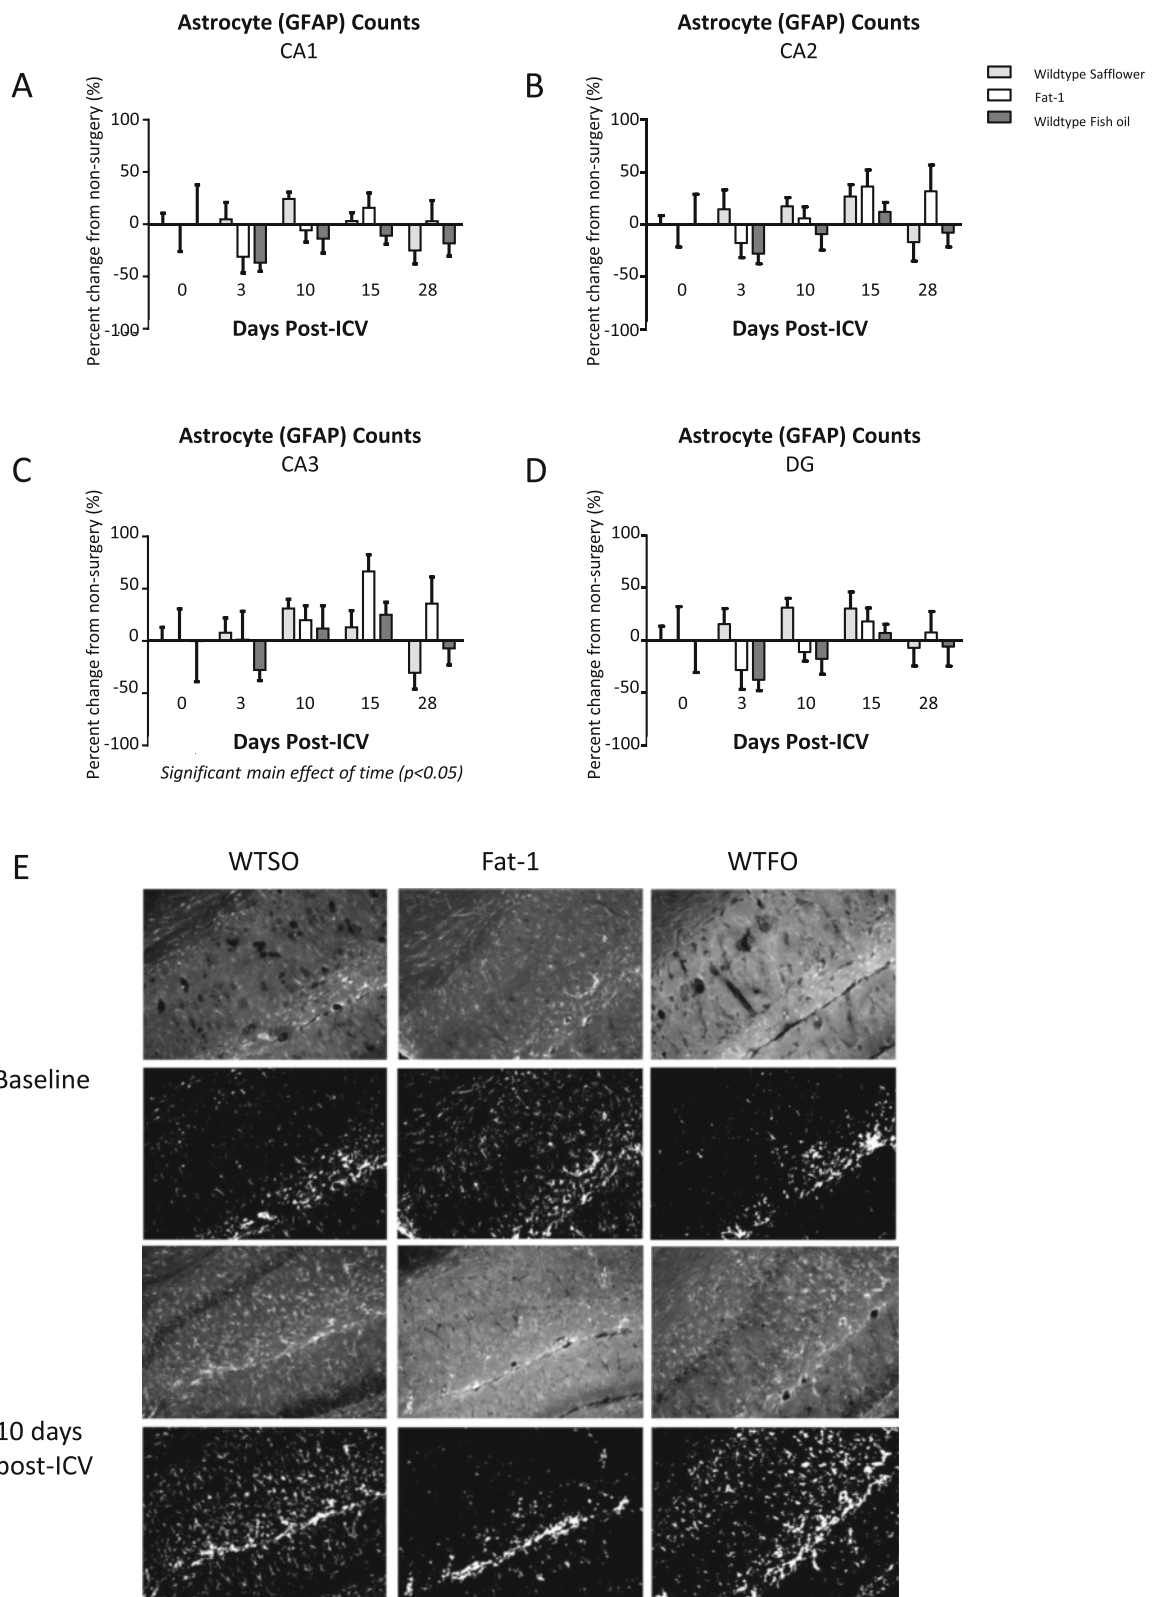 Astrocyte (GFAP) Counts
CA1
A
Percent change from non-surgery (%)
100
50
0
-50
-100
0 3 10 15 28
Days Post-ICV
Astrocyte (GFAP) Counts
CA2
B
Percent change from non-surgery (%)
100
50
0
-50
-100
0 3 10 15 28
Days Post-ICV
Wildtype Safflower
Fat-1
Wildtype Fish oil
Astrocyte (GFAP) Counts
CA3
C
Percent change from non-surgery (%)
100
50
0
-50
-100
0 3 10 15 28
Days Post-ICV
Significant main effect of time (p<0.05)
Astrocyte (GFAP) Counts
DG
D
Percent change from non-surgery (%)
100
50
0
-50
-100
0 3 10 15 28
Days Post-ICV
E
WTSO Fat-1 WTFO
Baseline
10 days
post-ICV